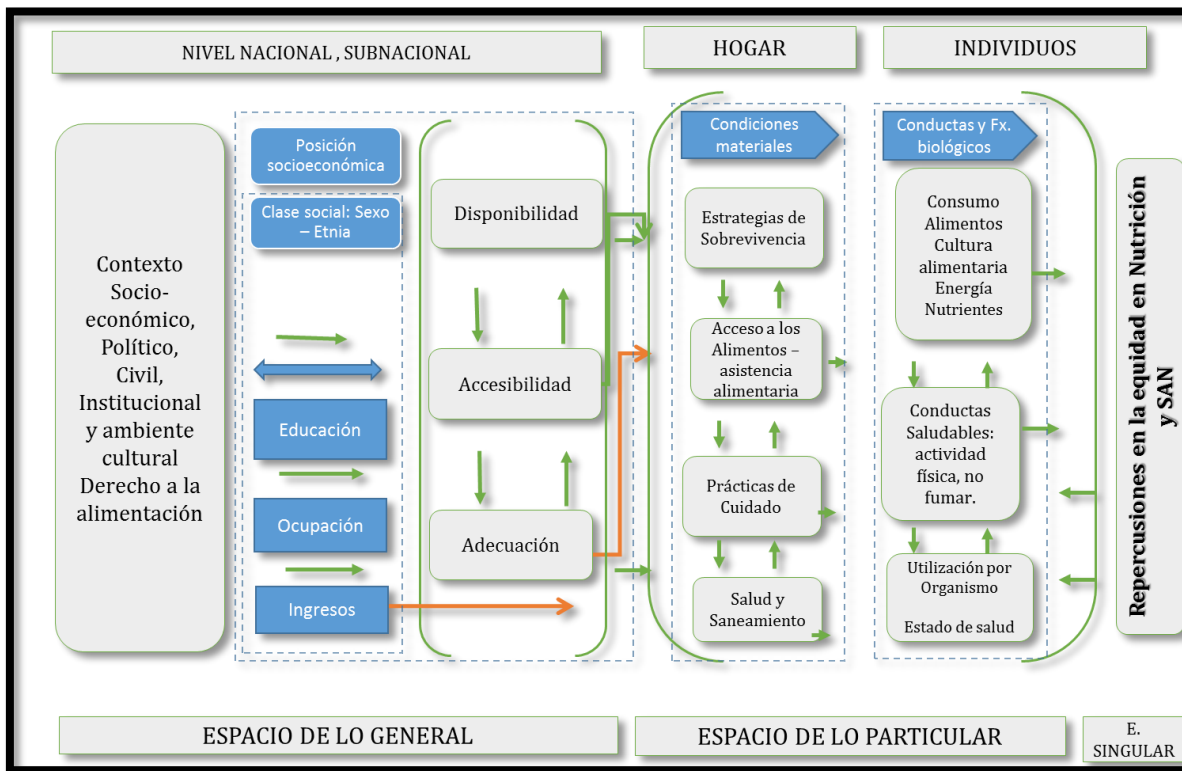 NIVEL NACIONAL , SUBNACIONAL
HOGAR
INDIVIDUOS
Contexto
Socio-
económico,
Político,
Civil,
Institucional
y ambiente
cultural
Derecho a la
alimentación
Posición
socioeconómica
Clase social: Sexo
– Etnia
Educación
Ocupación
Ingresos
Disponibilidad
Accesibilidad
Adecuación
Condiciones
materiales
Estrategias de
Sobrevivencia
Acceso a los
Alimentos –
asistencia
alimentaria
Prácticas de
Cuidado
Salud y
Saneamiento
Conductas y Fx.
biológicos
Consumo
Alimentos
Cultura
alimentaria
Energía
Nutrientes
Conductas
Saludables:
actividad
física, no
fumar.
Utilización por
Organismo
Estado de salud
Repercusiones en la equidad en Nutrición
y SAN
ESPACIO DE LO GENERAL
ESPACIO DE LO PARTICULAR
E.
SINGULAR